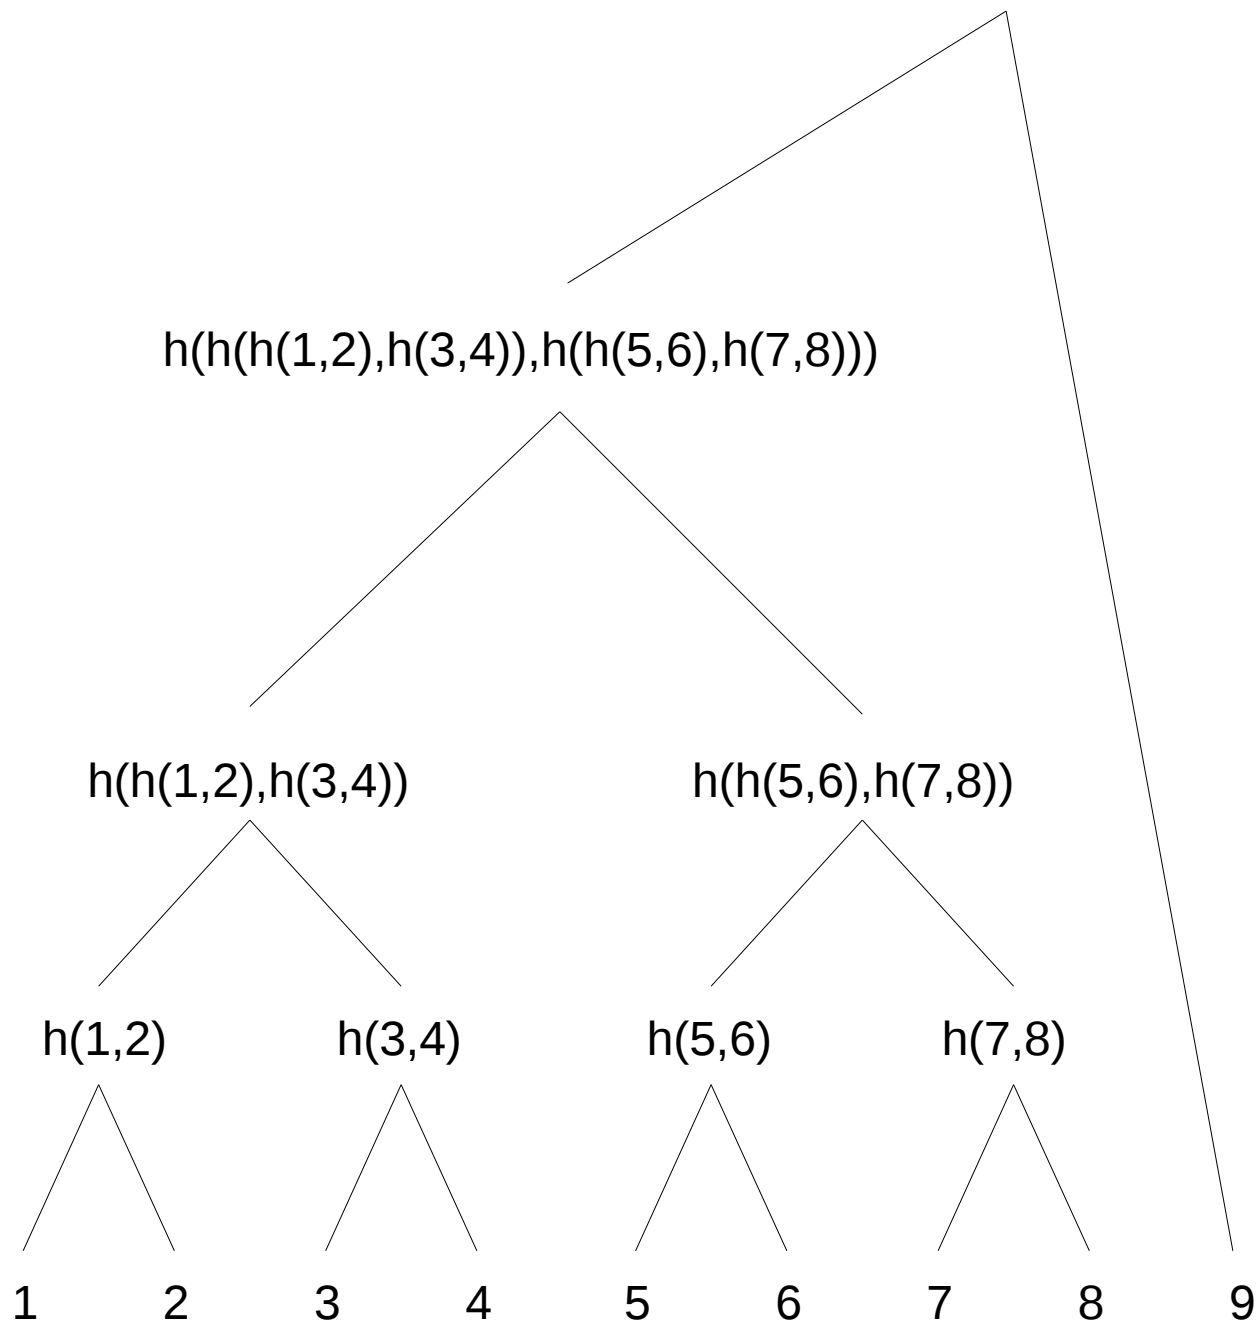 h(h(h(1,2),h(3,4)),h(h(5,6),h(7,8)))
h(h(1,2),h(3,4)) h(h(5,6),h(7,8))
h(1,2) h(3,4) h(5,6) h(7,8)
1 2 3 4 5 6 7 8 9